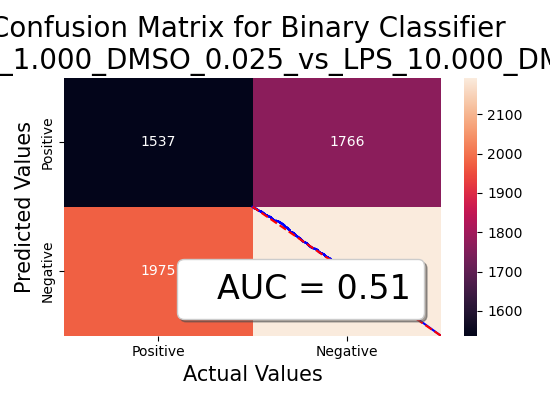 Confusion Matrix for Binary Classifier
_1.000_DMSO_0.025_vs_LPS_10.000_DM
Predicted Values
Positive
Negative
1537
1766
1975
AUC = 0.51
Positive
Negative
Actual Values
2100
2000
1900
1800
1700
1600